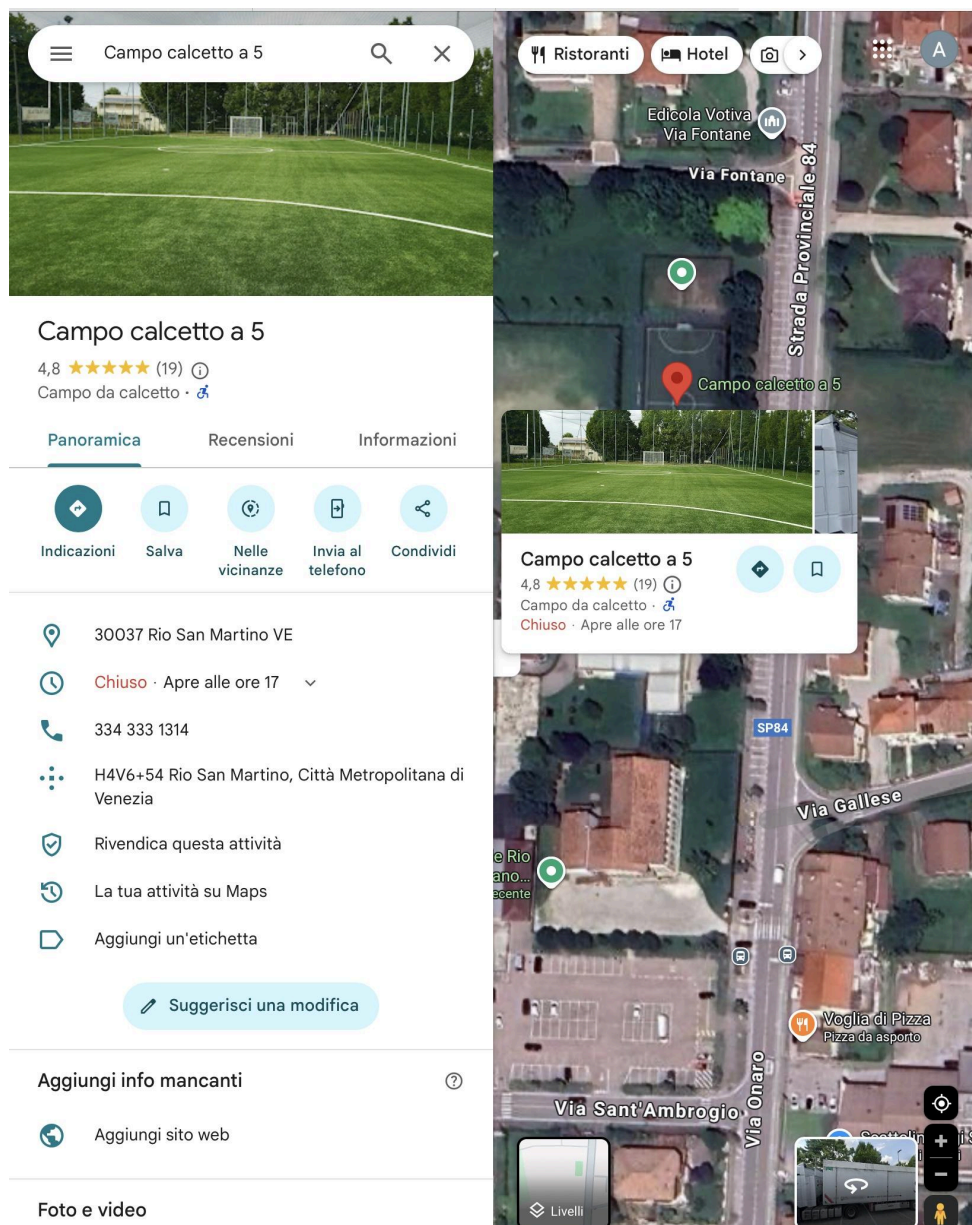 Campo calcetto a 5
Campo calcetto a 5
4,8 (19)
Campo da calcetto ·
Panoramica
Recensioni
Informazioni
Indicazioni
Salva
Nelle
vicinanze
Invia al
telefono
Condividi
30037 Rio San Martino VE
Chiuso · Apre alle ore 17
334 333 1314
H4V6+54 Rio San Martino, Città Metropolitana di
Venezia
Rivendica questa attività
La tua attività su Maps
Aggiungi un'etichetta
Suggerisci una modifica
Aggiungi info mancanti
Aggiungi sito web
Foto e video
Ristoranti
Hotel
A
Edicola Votiva
Via Fontane
Via Fontane
Strada Provinciale 84
Campo calcetto a 5
Campo calcetto a 5
4,8 (19)
Campo da calcetto ·
Chiuso · Apre alle ore 17
SP84
Via Gallese
e Rio
ano...
ecente
Voglia di Pizza
Pizza da asporto
Via Onaro
Via Sant'Ambrogio
Livelli